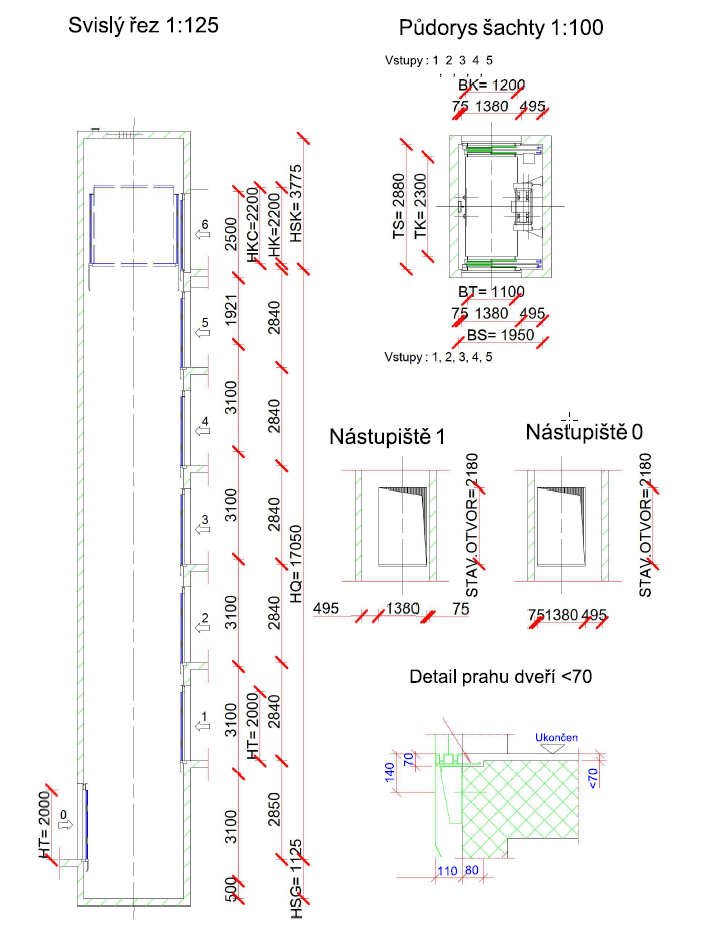 Svislý řez 1:125
Půdorys šachty 1:100
Vstupy : 1 2 3 4 5
, , , ,
BK= 1200
75 1380 495
TS= 2880
TK= 2300
BT= 1100
75 1380 495
BS= 1950
Vstupy : 1, 2, 3, 4, 5
6
2500
HKC=2200
HK=2200
HSK= 3775
5
1921
2840
4
3100
2840
3
3100
2840
HQ= 17050
2
3100
2840
1
3100
HT= 2000
2840
HT= 2000
0
3100
2850
500
HSG= 1125
Nástupiště 1
Nástupiště 0
STAV.OTVOR= 2180
STAV.OTVOR= 2180
495 1380 75
75 1380 495
Detail prahu dveří <70
Ukončen
140
70
<70
110 80